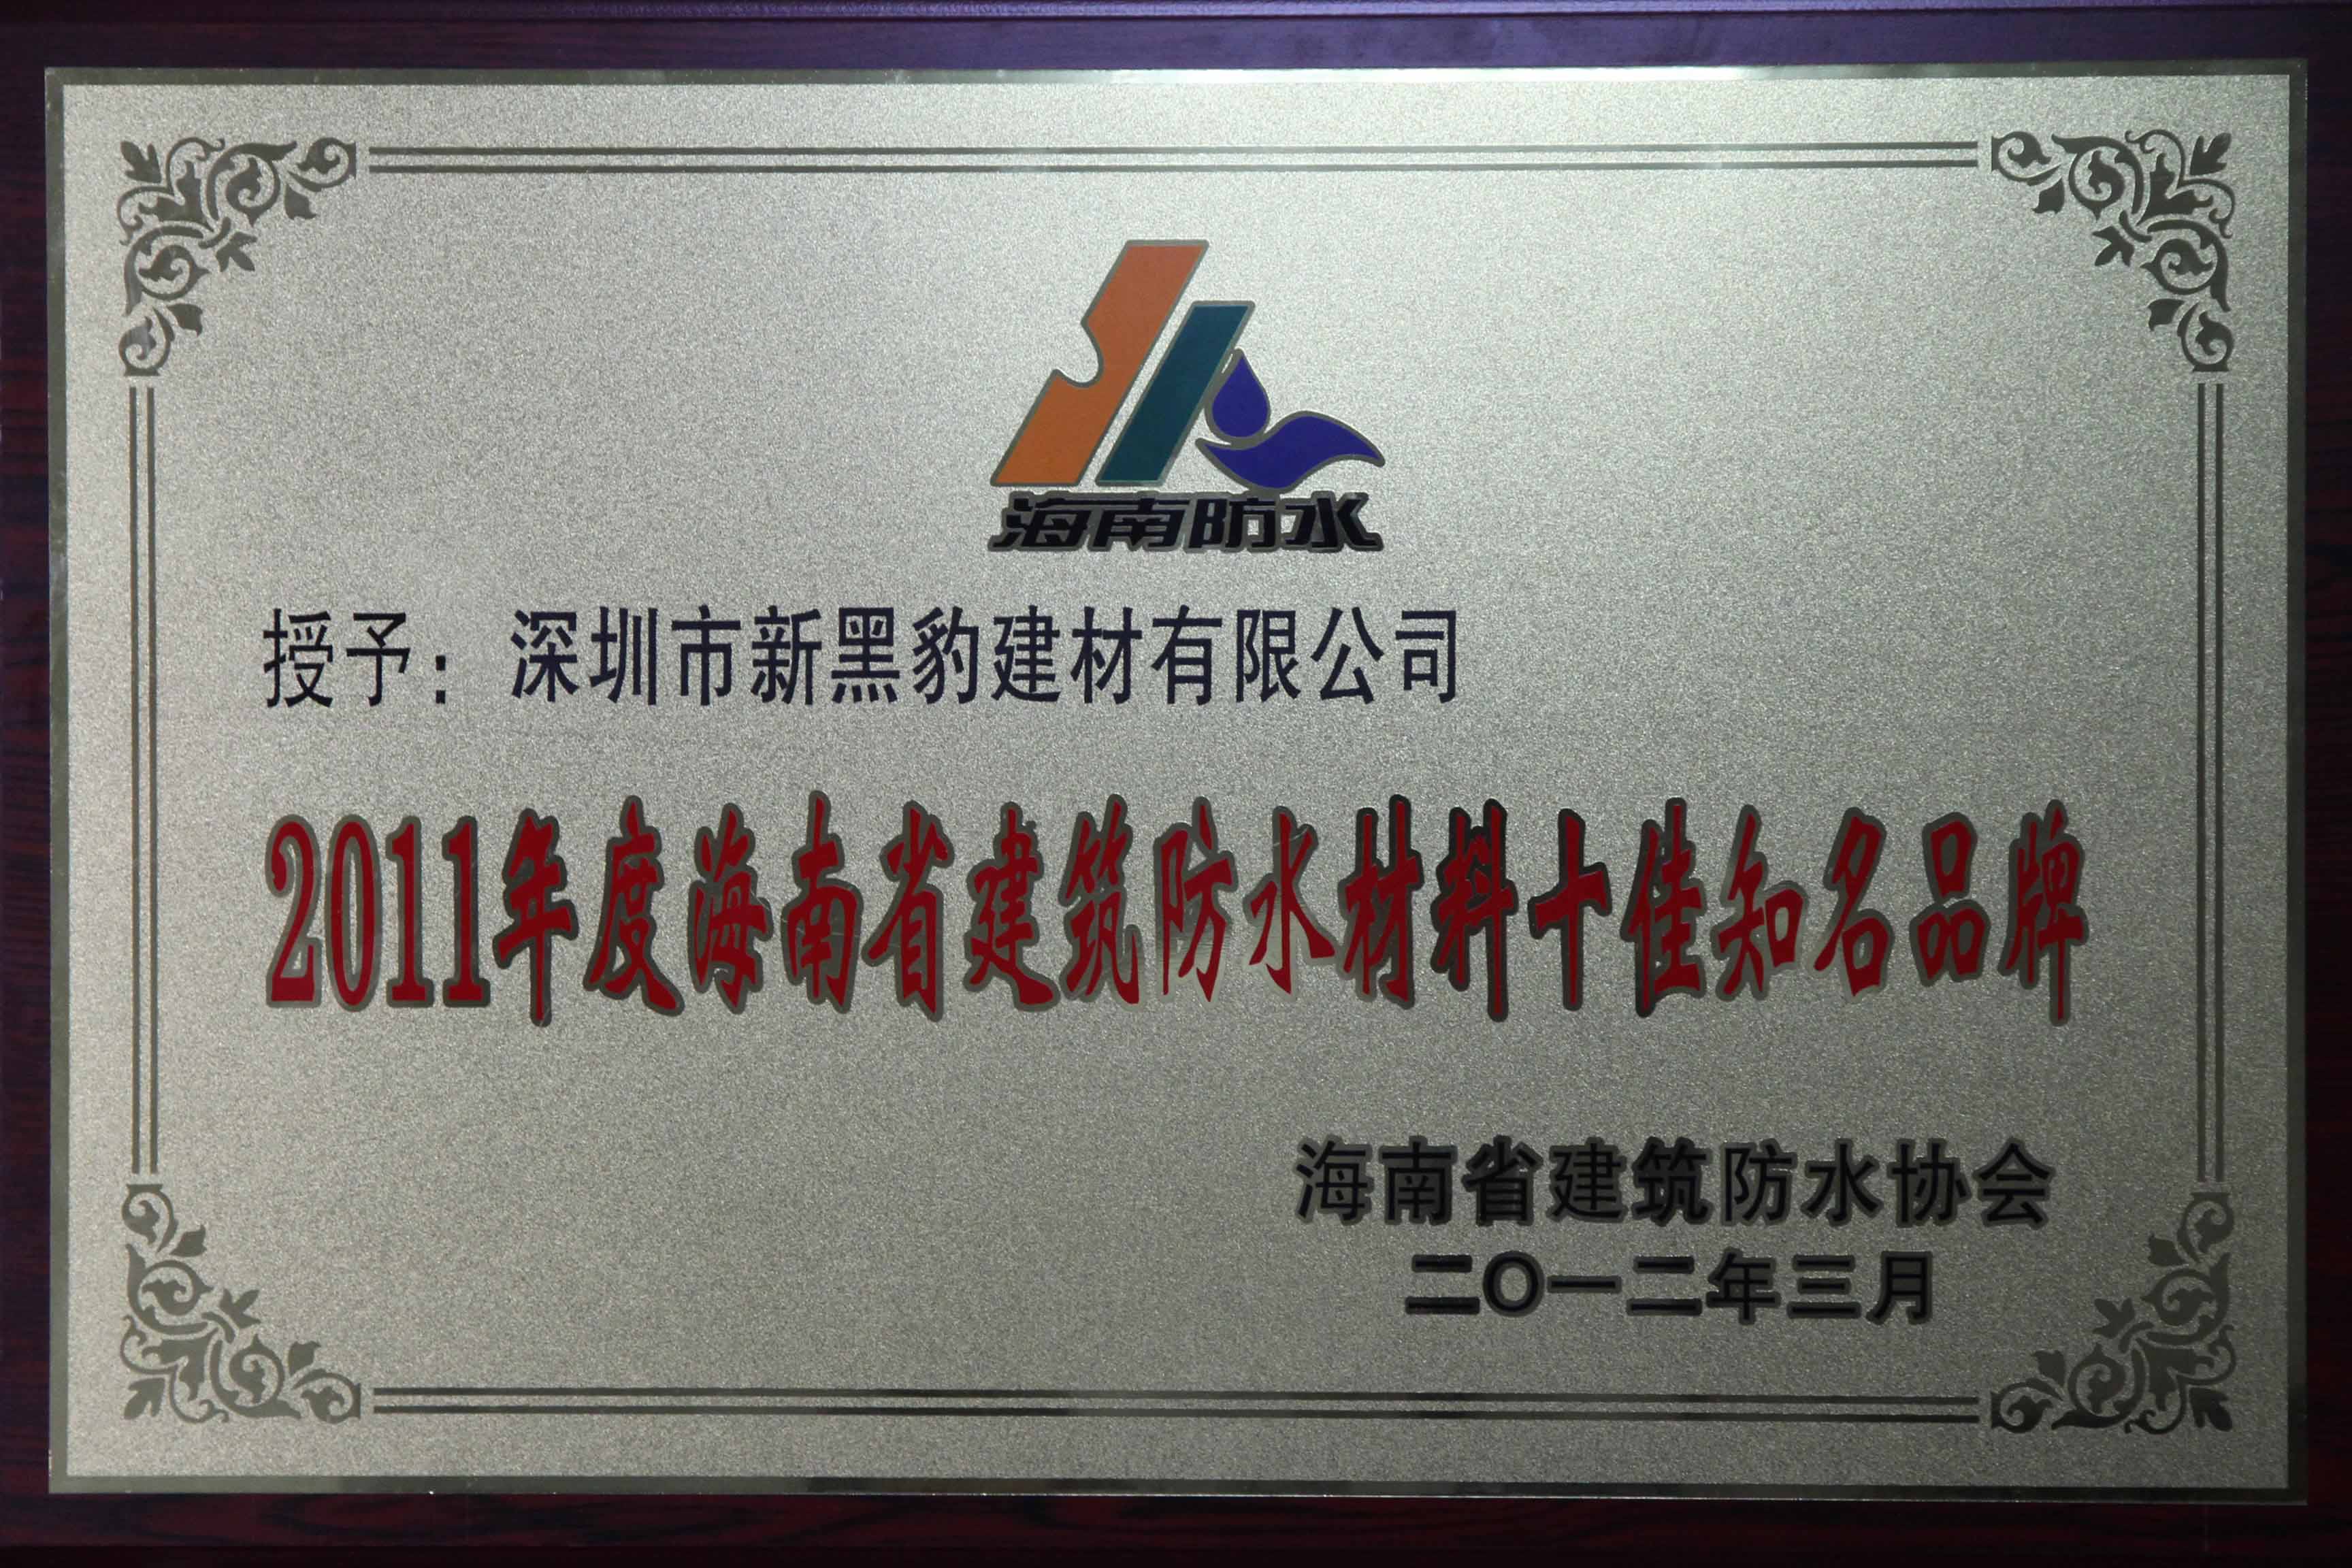 海南防水
授予：深圳市新黑豹建材有限公司
2011年度海南省建筑防水材料十佳知名品牌
海南省建筑防水协会
二〇一二年三月